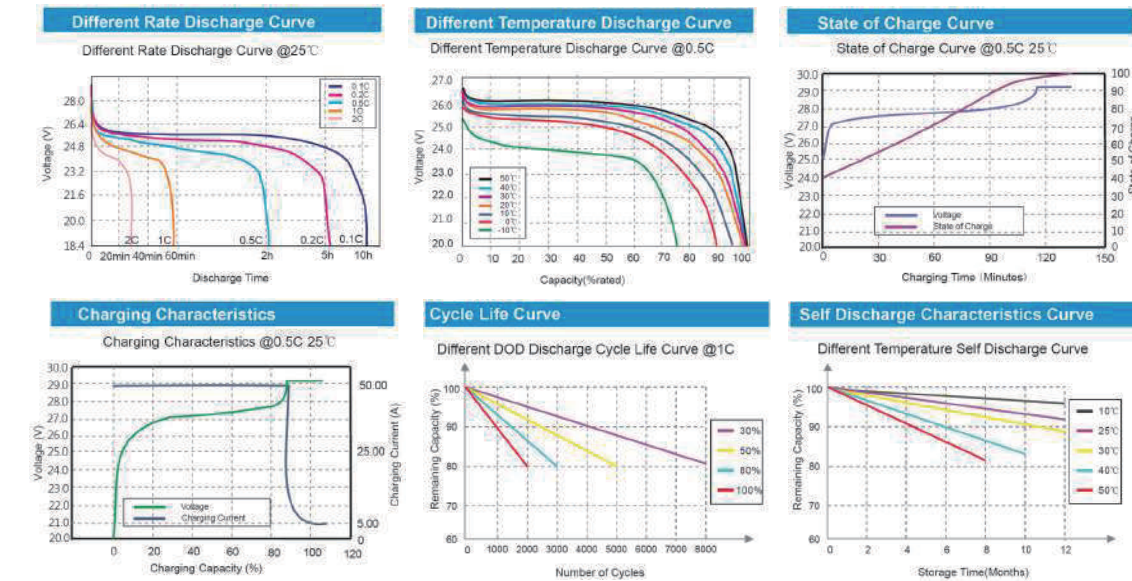 Different Rate Discharge Curve
Different Rate Discharge Curve @25℃
Voltage (V)
28.0
26.4
24.8
23.2
21.6
20.0
18.4
0.1C
0.2C
0.5C
1C
2C
2C
1C
0.5C
0.2C
0.1C
0
20min
40min
60min
2h
5h
10h
Discharge Time
Different Temperature Discharge Curve
Different Temperature Discharge Curve @0.5C
Voltage (V)
27.0
26.0
25.0
24.0
23.0
22.0
21.0
20.0
50℃
40℃
30℃
20℃
10℃
0℃
-10℃
0 10 20 30 40 50 60 70 80 90 100
Capacity(%rated)
State of Charge Curve
State of Charge Curve @0.5C 25℃
Voltage (V)
30.0
29.0
28.0
27.0
26.0
25.0
24.0
23.0
22.0
21.0
20.0
100
90
80
70
60
50
40
30
20
10
0
State of Charge
Voltage
State of Charge
0 30 60 90 120 150
Charging Time (Minutes)
Charging Characteristics
Charging Characteristics @0.5C 25℃
Voltage (V)
30.0
29.0
28.0
27.0
26.0
25.0
24.0
23.0
22.0
21.0
20.0
50.00
25.00
5.00
0
Charging Current (A)
Voltage
Charging Current
0 20 40 60 80 100 120
Charging Capacity (%)
Cycle Life Curve
Different DOD Discharge Cycle Life Curve @1C
Remaining Capacity (%)
100
90
80
70
60
30%
50%
80%
100%
0 1000 2000 3000 4000 5000 6000 7000 8000
Number of Cycles
Self Discharge Characteristics Curve
Different Temperature Self Discharge Curve
Remaining Capacity (%)
100
90
80
70
60
10℃
25℃
30℃
40℃
50℃
0 2 4 6 8 10 12
Storage Time(Months)